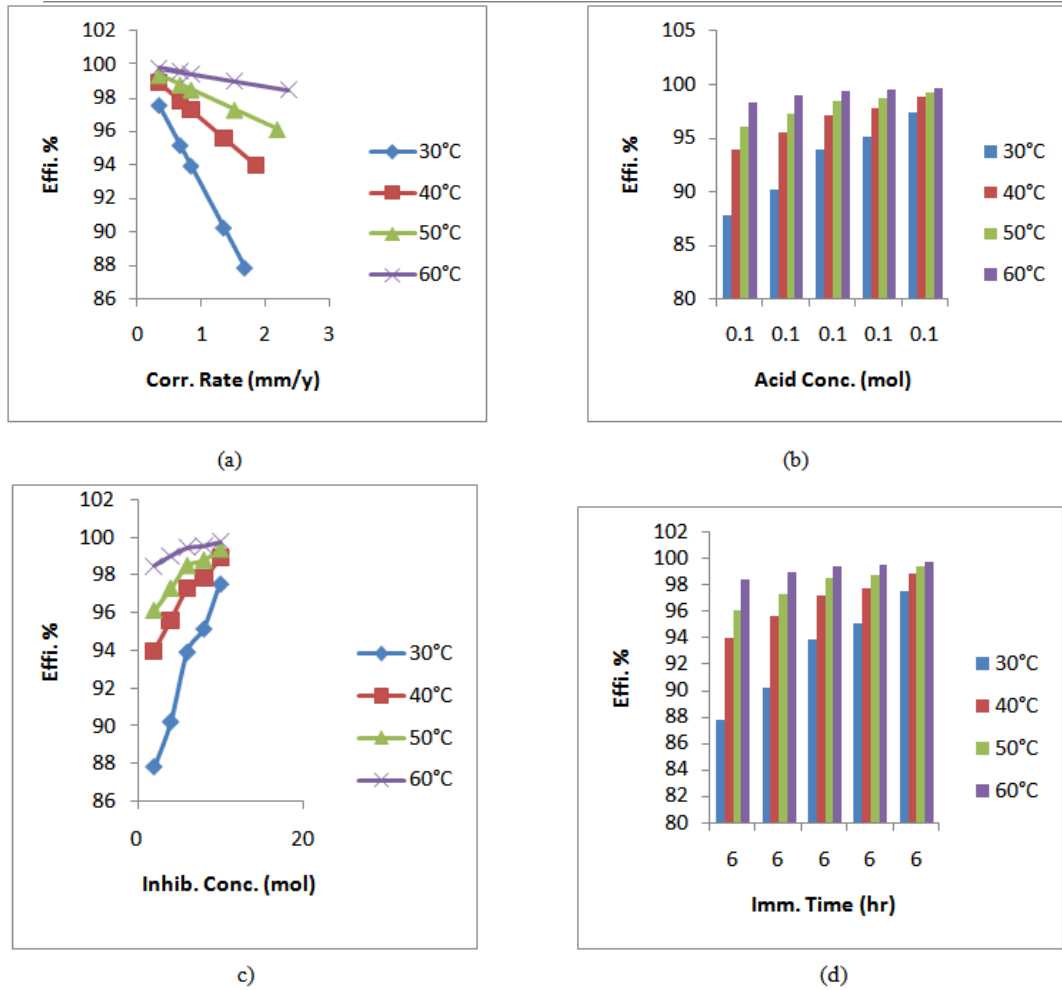 102
100
98
96
94
92
90
88
86
Effi. %
0 1 2 3
Corr. Rate (mm/y)
30°C
40°C
50°C
60°C
(a)
105
100
95
90
85
80
Effi. %
0.1 0.1 0.1 0.1 0.1
Acid Conc. (mol)
30°C
40°C
50°C
60°C
(b)
102
100
98
96
94
92
90
88
86
Effi. %
0 20
Inhib. Conc. (mol)
30°C
40°C
50°C
60°C
c)
102
100
98
96
94
92
90
88
86
84
82
80
Effi. %
6 6 6 6 6
Imm. Time (hr)
30°C
40°C
50°C
60°C
(d)